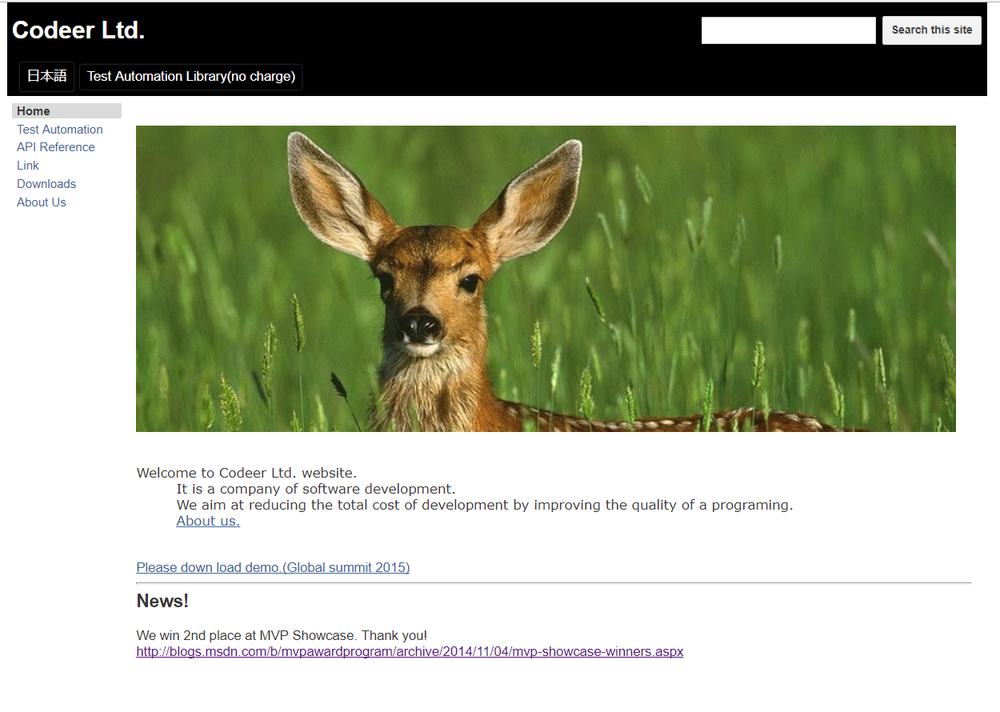 Codeer Ltd.
Search this site
日本語
Test Automation Library(no charge)
Home
Test Automation
API Reference
Link
Downloads
About Us
Welcome to Codeer Ltd. website.
It is a company of software development.
We aim at reducing the total cost of development by improving the quality of a programing.
About us.
Please down load demo.(Global summit 2015)
News!
We win 2nd place at MVP Showcase. Thank you!
http://blogs.msdn.com/b/mvpawardprogram/archive/2014/11/04/mvp-showcase-winners.aspx